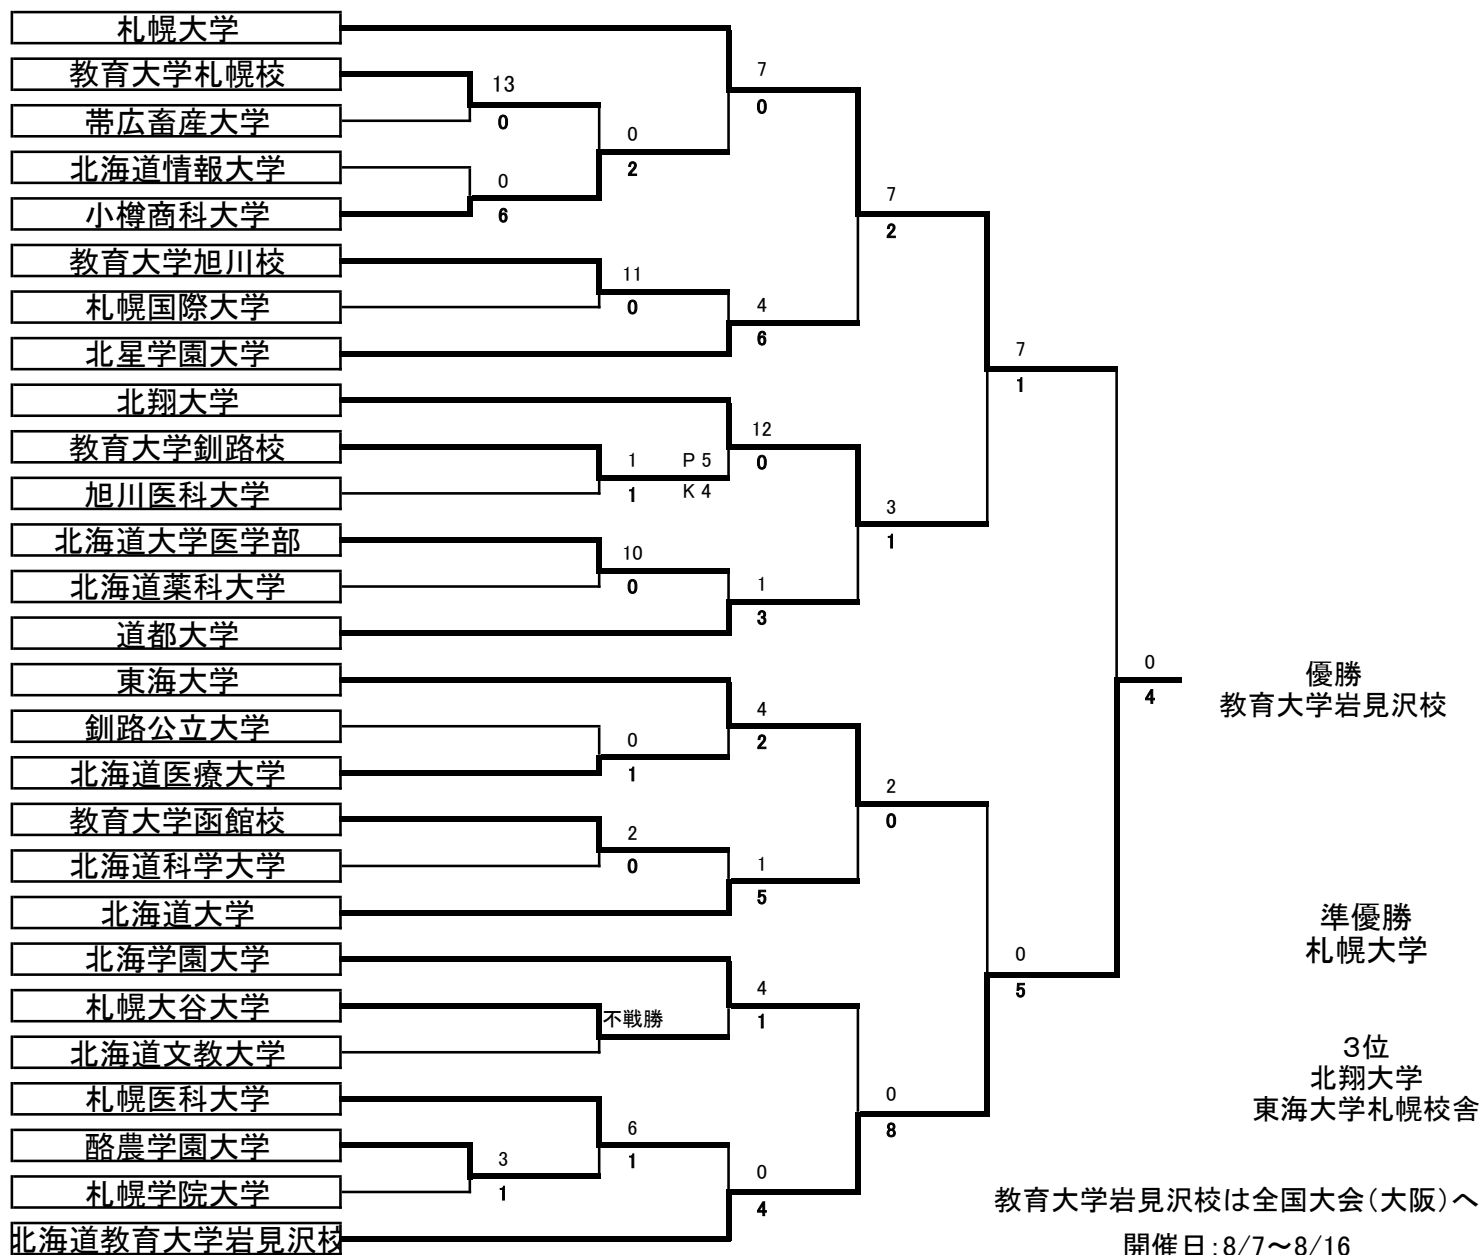 札幌大学
教育大学札幌校
帯広畜産大学
北海道情報大学
小樽商科大学
教育大学旭川校
札幌国際大学
北星学園大学
北翔大学
教育大学釧路校
旭川医科大学
北海道大学医学部
北海道薬科大学
道都大学
東海大学
釧路公立大学
北海道医療大学
教育大学函館校
北海道科学大学
北海道大学
北海学園大学
札幌大谷大学
北海道文教大学
札幌医科大学
酪農学園大学
札幌学院大学
北海道教育大学岩見沢校
13
0
0
6
3
1
0
2
11
0
1 P 5
1 K 4
10
0
0
1
2
0
不戦勝
6
1
7
0
4
6
12
0
1
3
4
2
1
5
4
1
0
4
7
2
3
1
2
0
0
8
7
1
0
5
0
4
優勝
教育大学岩見沢校
準優勝
札幌大学
3位
北翔大学
東海大学札幌校舎
教育大学岩見沢校は全国大会(大阪)へ
開催日:8/7～8/16